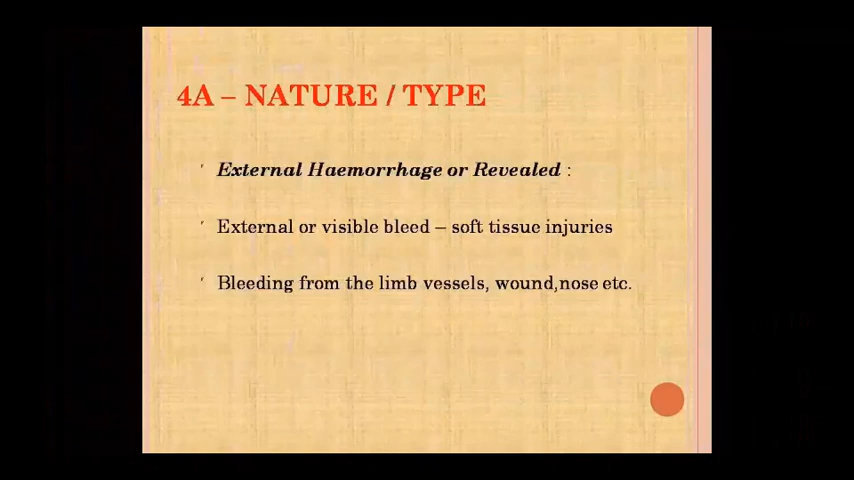 4A – NATURE / TYPE
External Haemorrhage or Revealed :
External or visible bleed – soft tissue injuries
Bleeding from the limb vessels, wound,nose etc.